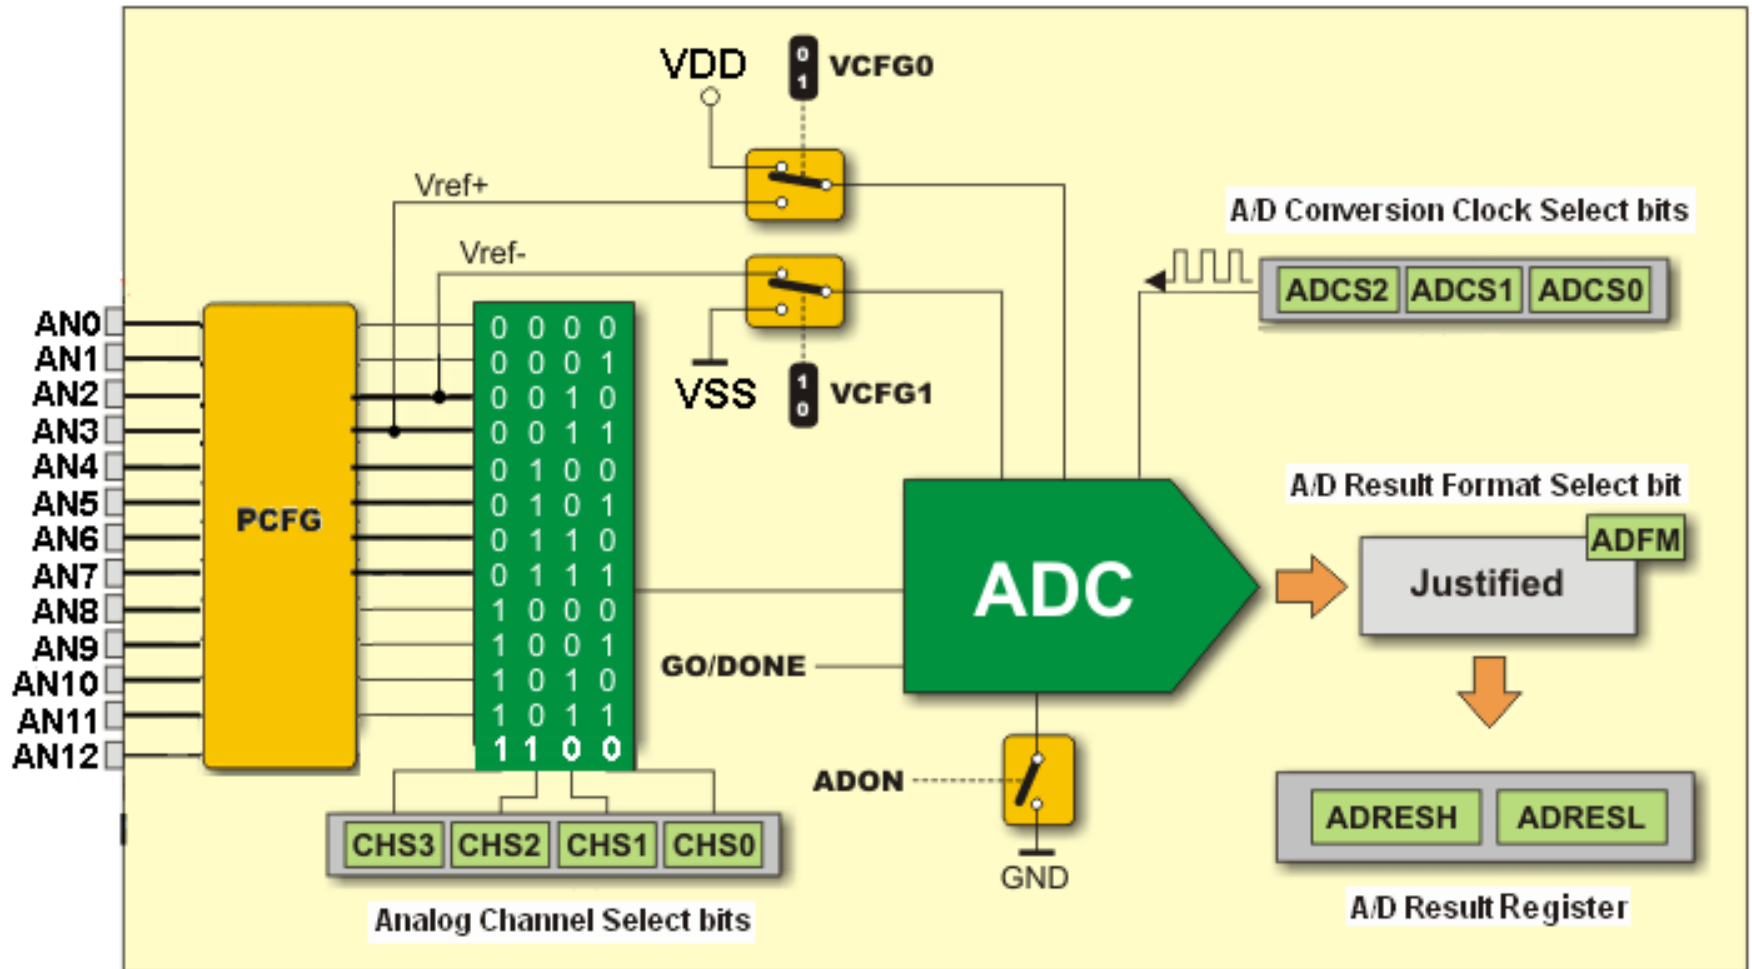 VDD
0
1
VCFG0
Vref+
A/D Conversion Clock Select bits
Vref-
ADCS2 ADCS1 ADCS0
VSS
1
0
VCFG1
AN0
AN1
AN2
AN3
AN4
AN5
AN6
AN7
AN8
AN9
AN10
AN11
AN12
PCFG
0 0 0 0
0 0 0 1
0 0 1 0
0 0 1 1
0 1 0 0
0 1 0 1
0 1 1 0
0 1 1 1
1 0 0 0
1 0 0 1
1 0 1 0
1 0 1 1
1 1 0 0
CHS3 CHS2 CHS1 CHS0
Analog Channel Select bits
ADC
GO/DONE
ADON
GND
A/D Result Format Select bit
ADFM
Justified
ADRESH ADRESL
A/D Result Register